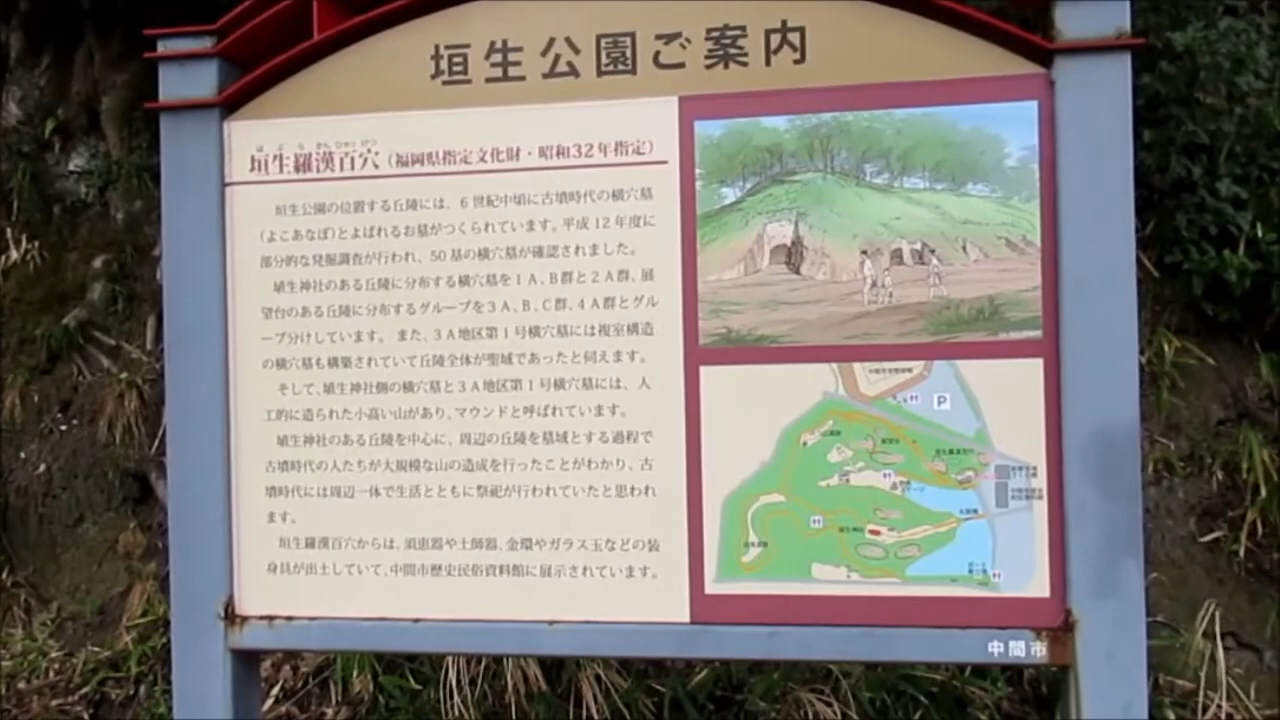 垣生公園ご案内
はぶらかんひゃっけつ
垣生羅漢百穴（福岡県指定文化財・昭和32年指定）
垣生公園の位置する丘陵には、6世紀中頃に古墳時代の横穴墓
（よこあなぼ）とよばれるお墓がつくられています。平成12年度に
部分的な発掘調査が行われ、50基の横穴墓が確認されました。
埴生神社のある丘陵に分布する横穴墓を1A、B群と2A群、展
望台のある丘陵に分布するグループを3A、B、C群、4A群とグル
ープ分けしています。また、3A地区第1号横穴墓には複室構造
の横穴墓も構築されていて丘陵全体が聖域であったと伺えます。
そして、埴生神社側の横穴墓と3A地区第1号横穴墓には、人
工的に造られた小高い山があり、マウンドと呼ばれています。
埴生神社のある丘陵を中心に、周辺の丘陵を墓域とする過程で
古墳時代の人たちが大規模な山の造成を行ったことがわかり、古
墳時代には周辺一体で生活とともに祭祀が行われていたと思われ
ます。
垣生羅漢百穴からは、須恵器や土師器、金環やガラス玉などの装
身具が出土していて、中間市歴史民俗資料館に展示されています。
P
中間市